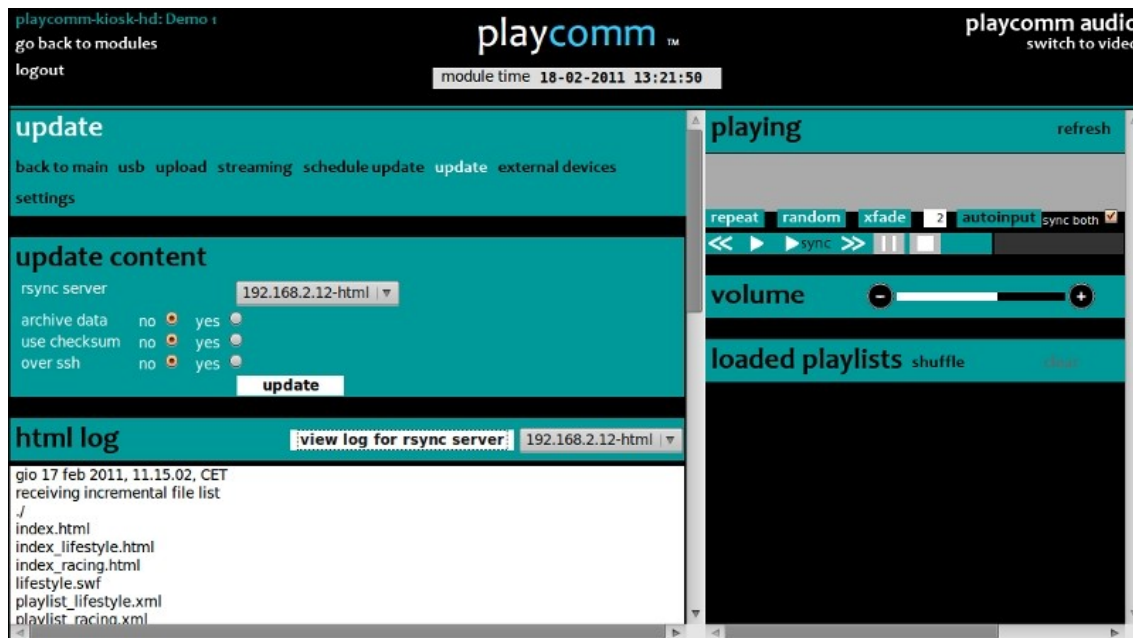 playcomm-kiosk-hd: Demo 1
go back to modules
logout
playcomm ™
module time 18-02-2011 13:21:50
playcomm audio
switch to video
update
back to main usb upload streaming schedule update update external devices
settings
update content
rsync server 192.168.2.12-html
archive data no yes
use checksum no yes
over ssh no yes
update
html log view log for rsync server 192.168.2.12-html
gio 17 feb 2011, 11.15.02, CET
receiving incremental file list
./
index.html
index_lifestyle.html
index_racing.html
lifestyle.swf
playlist_lifestyle.xml
playlist_racing.xml
playing refresh
repeat random xfade 2 autoinput sync both
sync
volume
loaded playlists shuffle clear